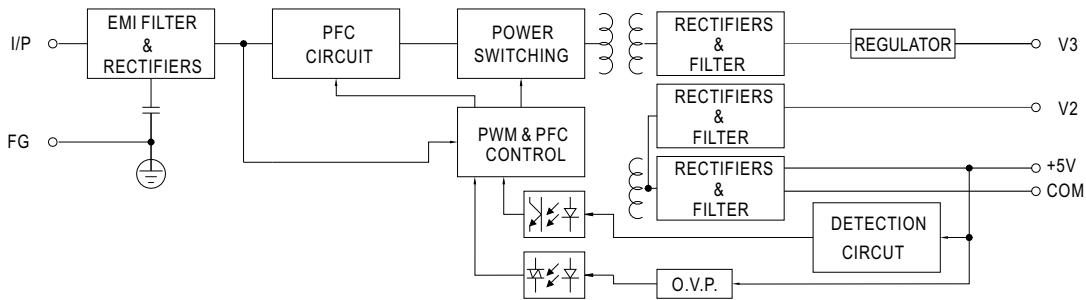 I/P
EMI FILTER
&
RECTIFIERS
PFC
CIRCUIT
POWER
SWITCHING
RECTIFIERS
&
FILTER
REGULATOR
V3
RECTIFIERS
&
FILTER
V2
FG
PWM & PFC
CONTROL
RECTIFIERS
&
FILTER
+5V
COM
DETECTION
CIRCUT
O.V.P.